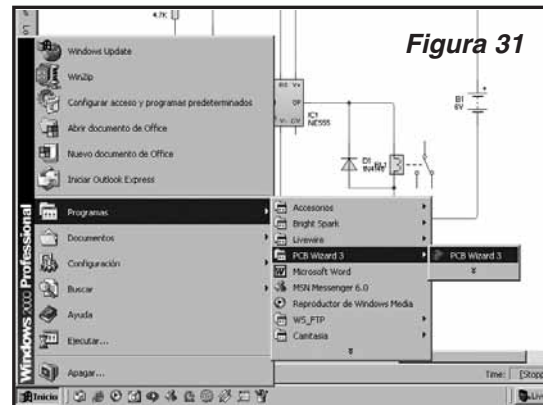 4.7K
Figura 31
Windows Update
WinZip
Configurar acceso y programas predeterminados
Abrir documento de Office
Nuevo documento de Office
Iniciar Outlook Express
Programas
Documentos
Configuración
Buscar
Ayuda
Ejecutar...
Apagar...
Windows 2000 Professional
Accesorios
Bright Spark
Livewire
PCB Wizard 3
Microsoft Word
MSN Messenger 6.0
Reproductor de Windows Media
WS_FTP
Camtasia
PCB Wizard 3
IC1
NE555
D1
B1
6V
Time:
Inicio